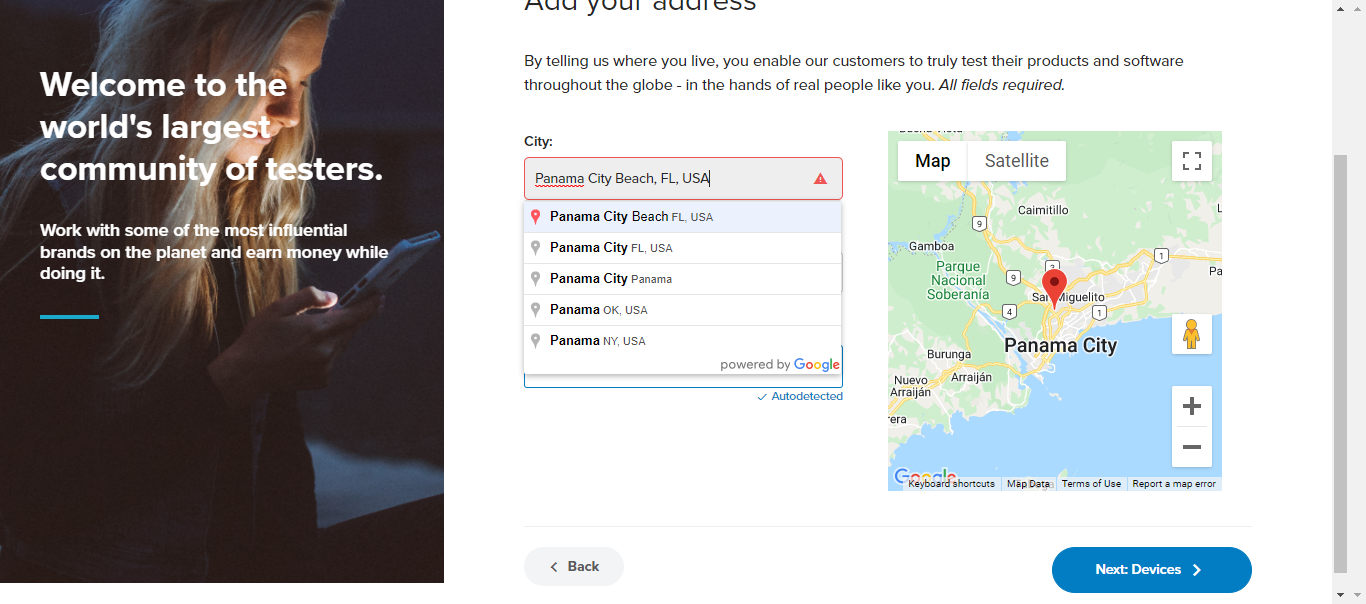 Add your address
Welcome to the
world's largest
community of testers.
Work with some of the most influential
brands on the planet and earn money while
doing it.
By telling us where you live, you enable our customers to truly test their products and software
throughout the globe - in the hands of real people like you. All fields required.
City:
Panama City Beach, FL, USA
Panama City Beach FL, USA
Panama City FL, USA
Panama City Panama
Panama OK, USA
Panama NY, USA
powered by Google
Autodetected
Map
Satellite
Buena Vista
Caimitillo
9
Gamboa
1
Parque
Nacional
Soberanía
9
3
Pa
San Miguelito
4
1
Panama City
Burunga
Nuevo
Arraiján
Arraiján
era
Google
Keyboard shortcuts
Map Data
Terms of Use
Report a map error
Back
Next: Devices